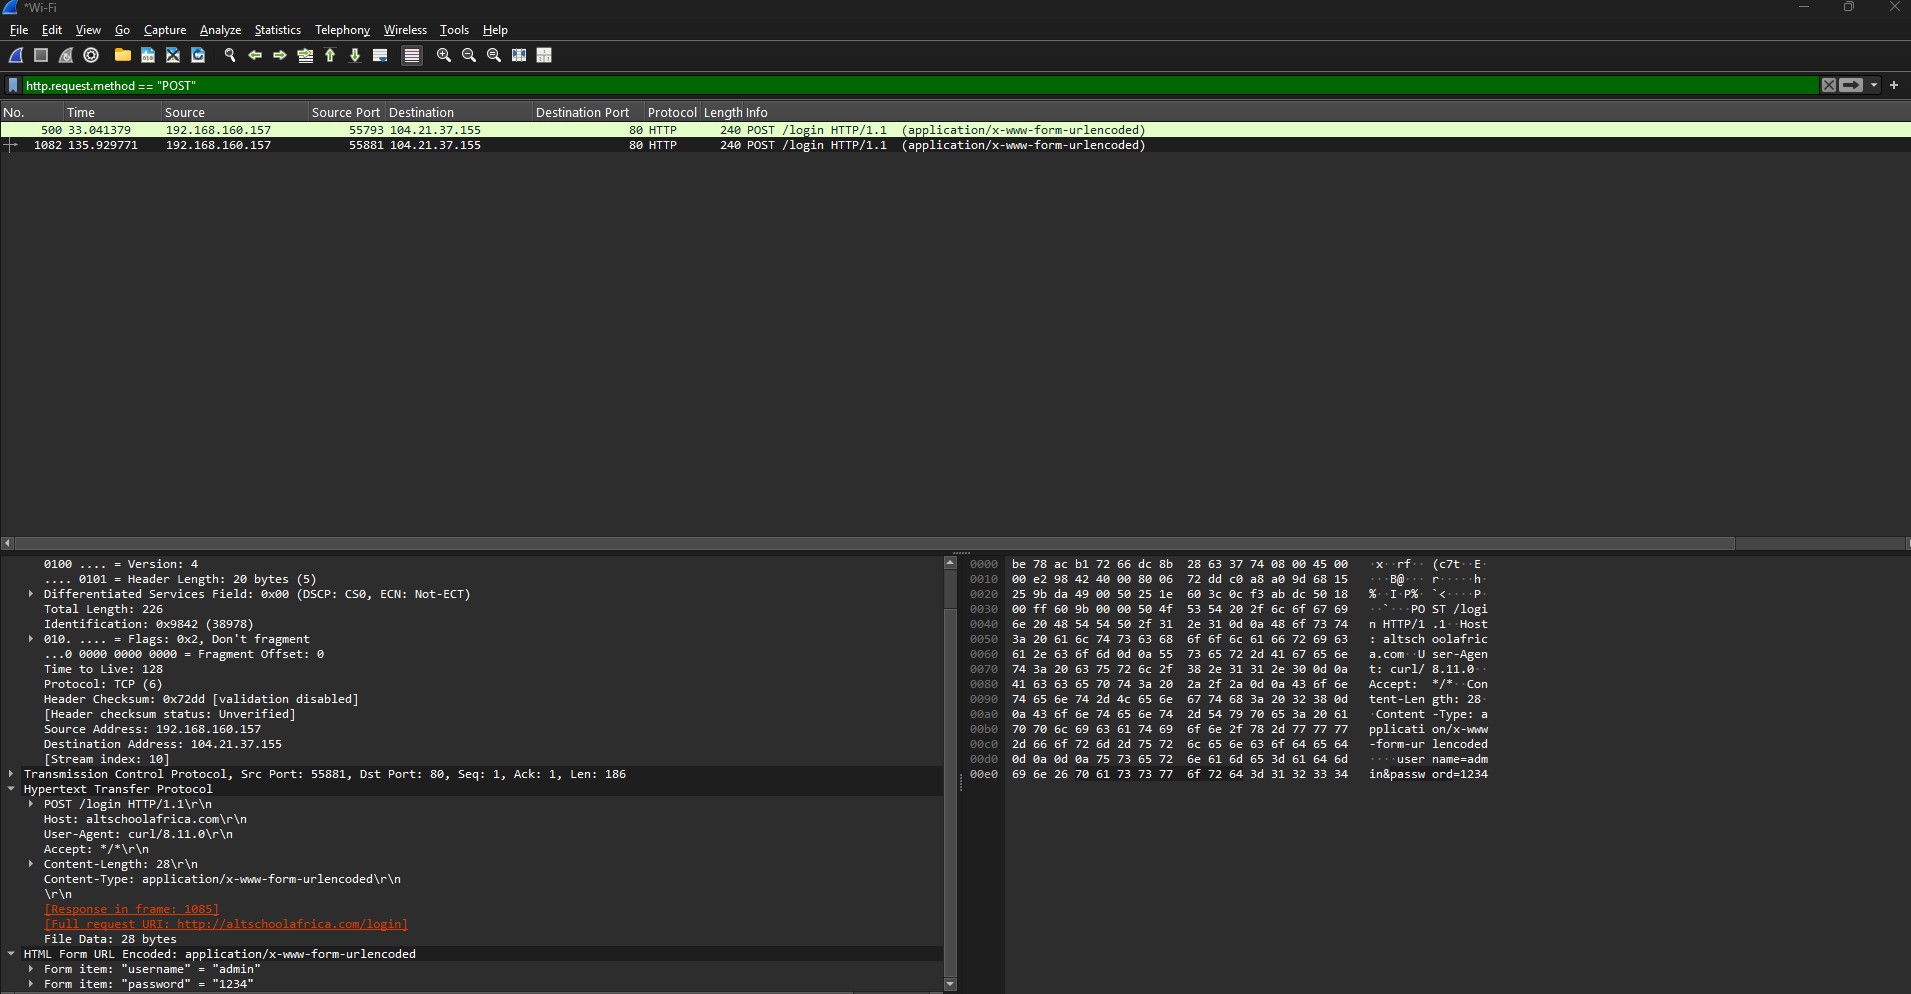 *Wi-Fi
File Edit View Go Capture Analyze Statistics Telephony Wireless Tools Help
http.request.method == "POST"
No. Time Source Source Port Destination Destination Port Protocol Length Info
500 33.041379 192.168.160.157 55793 104.21.37.155 80 HTTP 240 POST /login HTTP/1.1 (application/x-www-form-urlencoded)
1082 135.929771 192.168.160.157 55881 104.21.37.155 80 HTTP 240 POST /login HTTP/1.1 (application/x-www-form-urlencoded)
0100 .... = Version: 4
.... 0101 = Header Length: 20 bytes (5)
Differentiated Services Field: 0x00 (DSCP: CS0, ECN: Not-ECT)
Total Length: 226
Identification: 0x9842 (38978)
010. .... = Flags: 0x2, Don't fragment
...0 0000 0000 0000 = Fragment Offset: 0
Time to Live: 128
Protocol: TCP (6)
Header Checksum: 0x72dd [validation disabled]
[Header checksum status: Unverified]
Source Address: 192.168.160.157
Destination Address: 104.21.37.155
[Stream index: 10]
Transmission Control Protocol, Src Port: 55881, Dst Port: 80, Seq: 1, Ack: 1, Len: 186
Hypertext Transfer Protocol
POST /login HTTP/1.1\r\n
Host: altschoolafrica.com\r\n
User-Agent: curl/8.11.0\r\n
Accept: */*\r\n
Content-Length: 28\r\n
Content-Type: application/x-www-form-urlencoded\r\n
\r\n
[Response in frame: 1085]
[Full request URI: http://altschoolafrica.com/login]
File Data: 28 bytes
HTML Form URL Encoded: application/x-www-form-urlencoded
Form item: "username" = "admin"
Form item: "password" = "1234"
0000 be 78 ac b1 72 66 dc 8b 28 63 37 74 08 00 45 00 ·x··rf·· (c7t··E·
0010 00 e2 98 42 40 00 80 06 72 dd c0 a8 a0 9d 68 15 ···B@··· r·····h·
0020 25 9b da 49 00 50 25 1e 60 3c 0c f3 ab dc 50 18 %··I·P%· `<····P·
0030 00 ff 60 9b 00 00 50 4f 53 54 20 2f 6c 6f 67 69 ··`···PO ST /logi
0040 6e 20 48 54 54 50 2f 31 2e 31 0d 0a 48 6f 73 74 n HTTP/1 .1··Host
0050 3a 20 61 6c 74 73 63 68 6f 6f 6c 61 66 72 69 63 : altsch oolafric
0060 61 2e 63 6f 6d 0d 0a 55 73 65 72 2d 41 67 65 6e a.com··U ser-Agen
0070 74 3a 20 63 75 72 6c 2f 38 2e 31 31 2e 30 0d 0a t: curl/ 8.11.0··
0080 41 63 63 65 70 74 3a 20 2a 2f 2a 0d 0a 43 6f 6e Accept: */*··Con
0090 74 65 6e 74 2d 4c 65 6e 67 74 68 3a 20 32 38 0d tent-Len gth: 28·
00a0 0a 43 6f 6e 74 65 6e 74 2d 54 79 70 65 3a 20 61 ·Content -Type: a
00b0 70 70 6c 69 63 61 74 69 6f 6e 2f 78 2d 77 77 77 pplicati on/x-www
00c0 2d 66 6f 72 6d 2d 75 72 6c 65 6e 63 6f 64 65 64 -form-ur lencoded
00d0 0d 0a 0d 0a 75 73 65 72 6e 61 6d 65 3d 61 64 6d ····user name=adm
00e0 69 6e 26 70 61 73 73 77 6f 72 64 3d 31 32 33 34 in&passw ord=1234